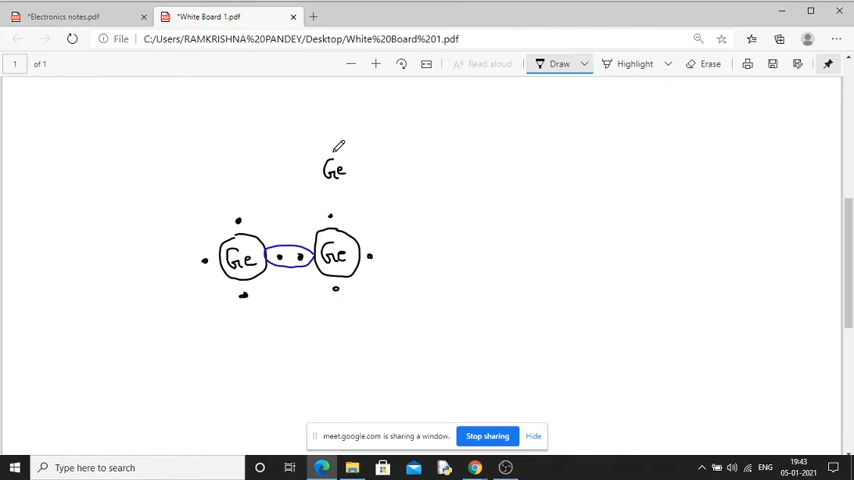 *Electronics notes.pdf
*White Board 1.pdf
File C:/Users/RAMKRISHNA%20PANDEY/Desktop/White%20Board%201.pdf
1 of 1 Read aloud Draw Highlight Erase
Ge
Ge Ge
meet.google.com is sharing a window. Stop sharing Hide
Type here to search
ENG
19:43
05-01-2021